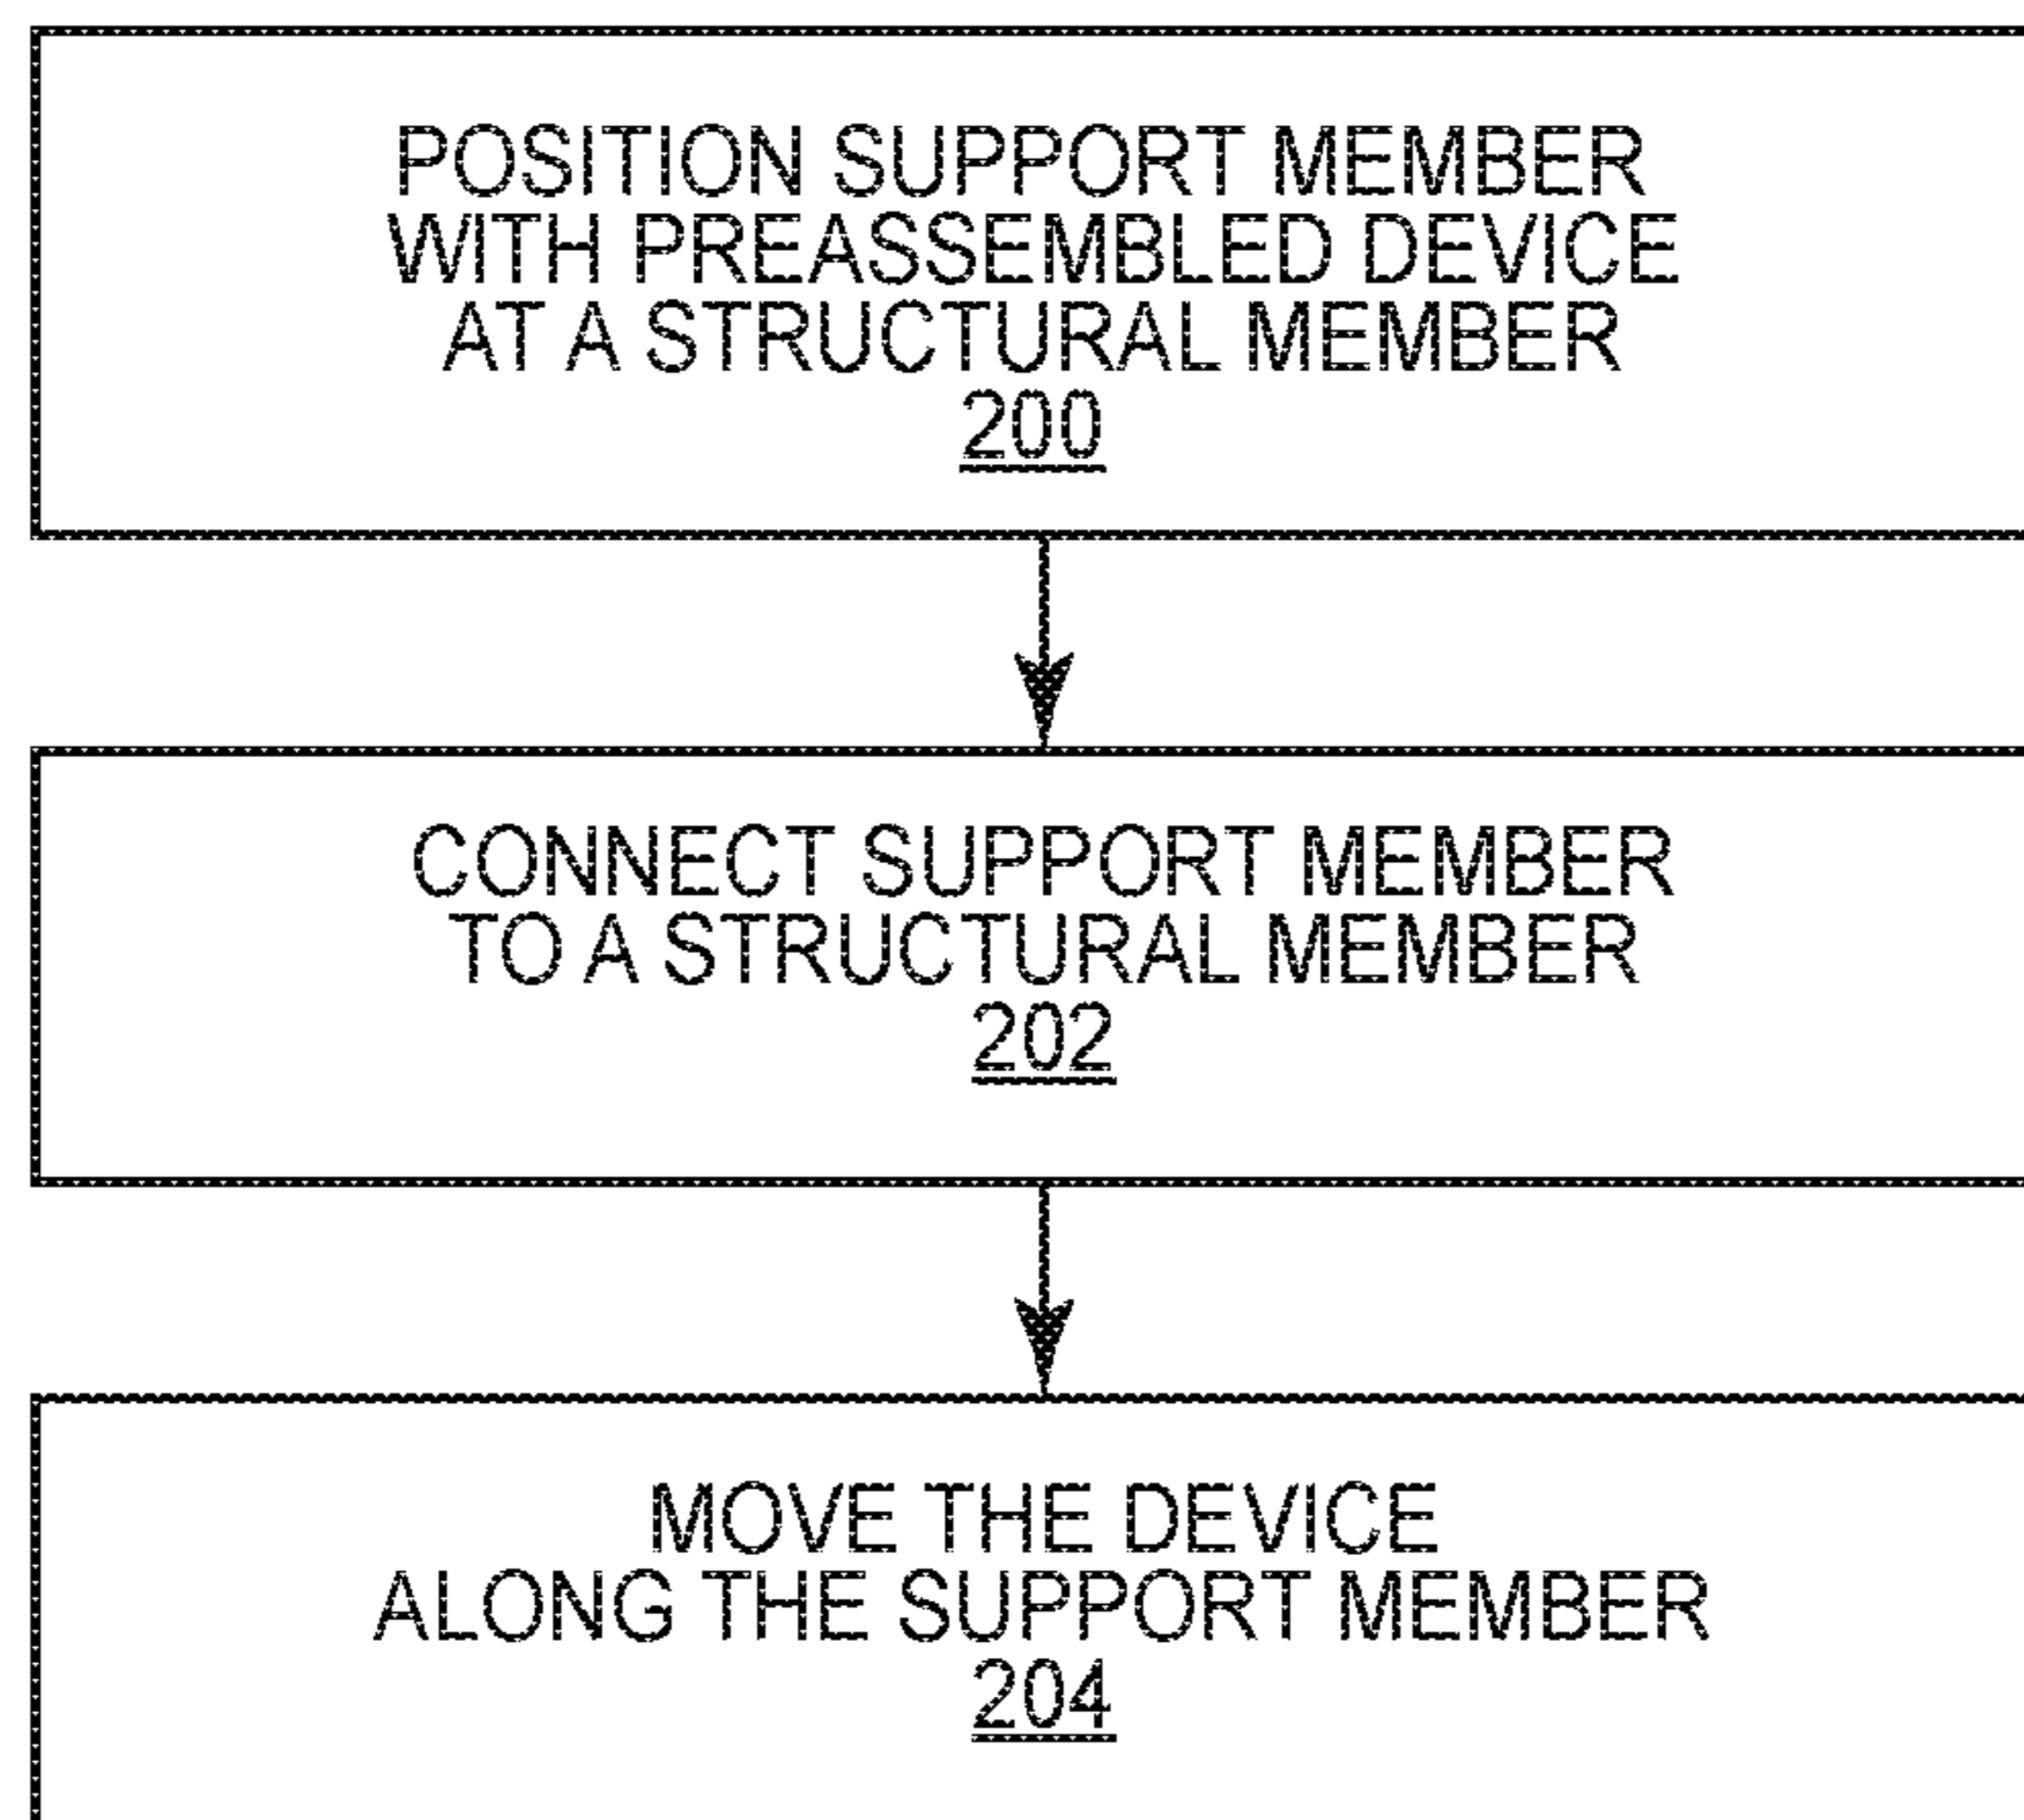 POSITION SUPPORT MEMBER
WITH PREASSEMBLED DEVICE
AT A STRUCTURAL MEMBER
200
CONNECT SUPPORT MEMBER
TO A STRUCTURAL MEMBER
202
MOVE THE DEVICE
ALONG THE SUPPORT MEMBER
204